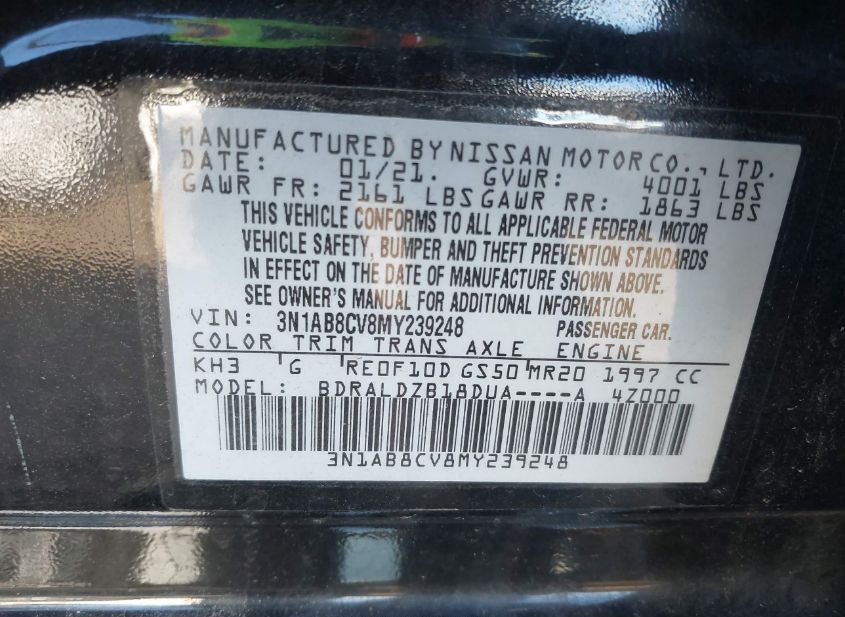 MANUFACTURED BY NISSAN MOTOR CO., LTD.
DATE: 01/21. GVWR: 4001 LBS
GAWR FR: 2161 LBS GAWR RR: 1863 LBS
THIS VEHICLE CONFORMS TO ALL APPLICABLE FEDERAL MOTOR
VEHICLE SAFETY, BUMPER AND THEFT PREVENTION STANDARDS
IN EFFECT ON THE DATE OF MANUFACTURE SHOWN ABOVE.
SEE OWNER'S MANUAL FOR ADDITIONAL INFORMATION.
VIN: 3N1AB8CV8MY239248 PASSENGER CAR.
COLOR TRIM TRANS AXLE ENGINE
KH3 G RE0F10D GS50 MR20 1997 CC
MODEL: BDRALDZB18DUA----A 4Z000
3N1AB8CV8MY239248